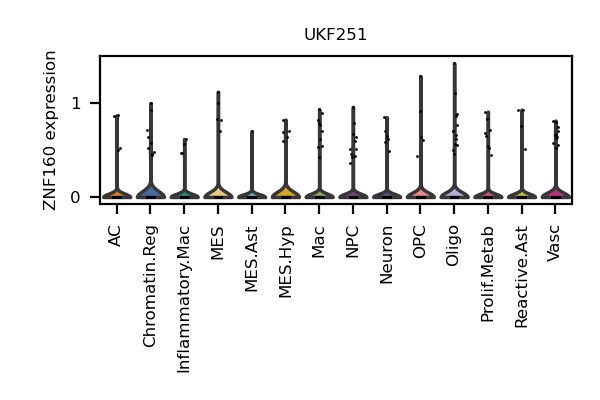 UKF251
ZNF160 expression
1
0
AC
Chromatin.Reg
Inflammatory.Mac
MES
MES.Ast
MES.Hyp
Mac
NPC
Neuron
OPC
Oligo
Prolif.Metab
Reactive.Ast
Vasc